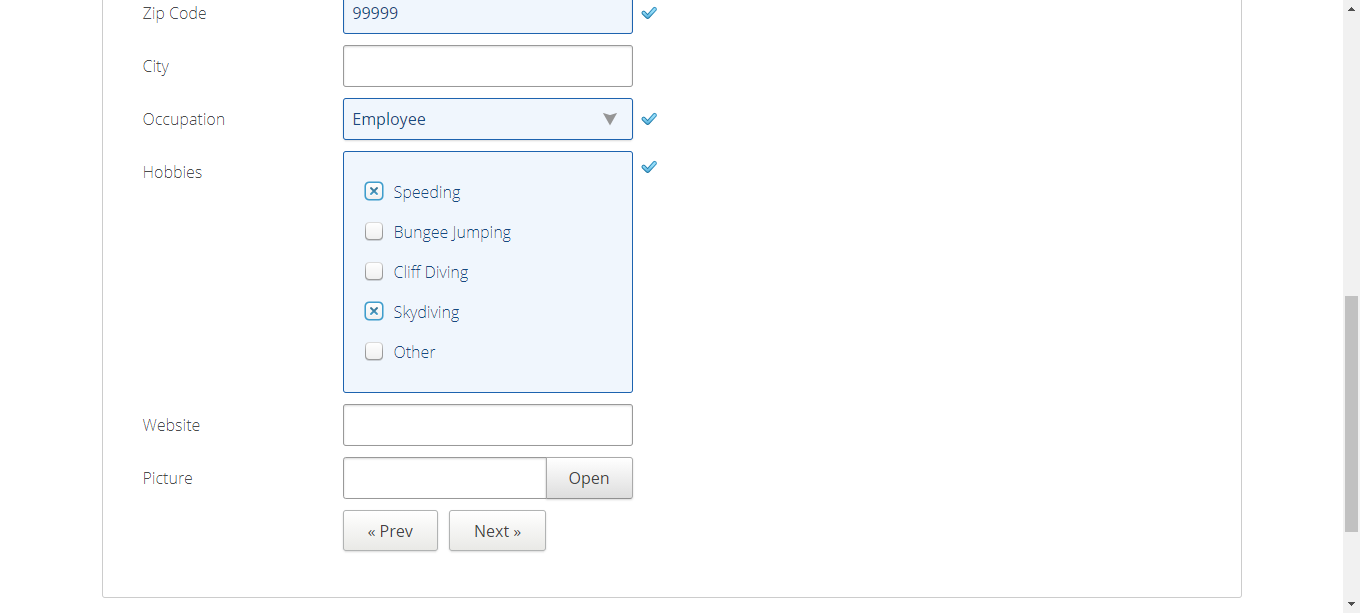 Zip Code 99999
City
Occupation Employee
Hobbies
Speeding
Bungee Jumping
Cliff Diving
Skydiving
Other
Website
Picture Open
« Prev Next »